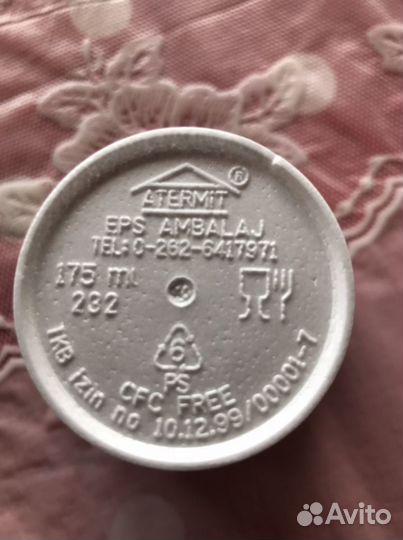 ATERMIT ®
EPS AMBALAJ
TEL: 0-262-6417971
175 ml
232
6
PS
CFC FREE
TKB izin no 10.12.99/00001-7
Avito